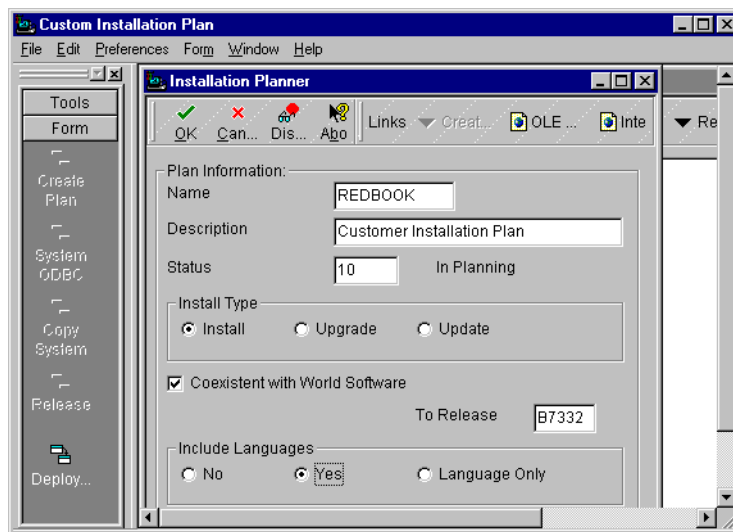 Custom Installation Plan
File Edit Preferences Form Window Help
Tools
Form
Create
Plan
System
ODBC
Copy
System
Release
Deploy...
Installation Planner
OK Can... Dis... Abo Links Creat... OLE ... Inte Re
Plan Information:
Name REDBOOK
Description Customer Installation Plan
Status 10 In Planning
Install Type
Install Upgrade Update
Coexistent with World Software
To Release B7332
Include Languages
No Yes Language Only